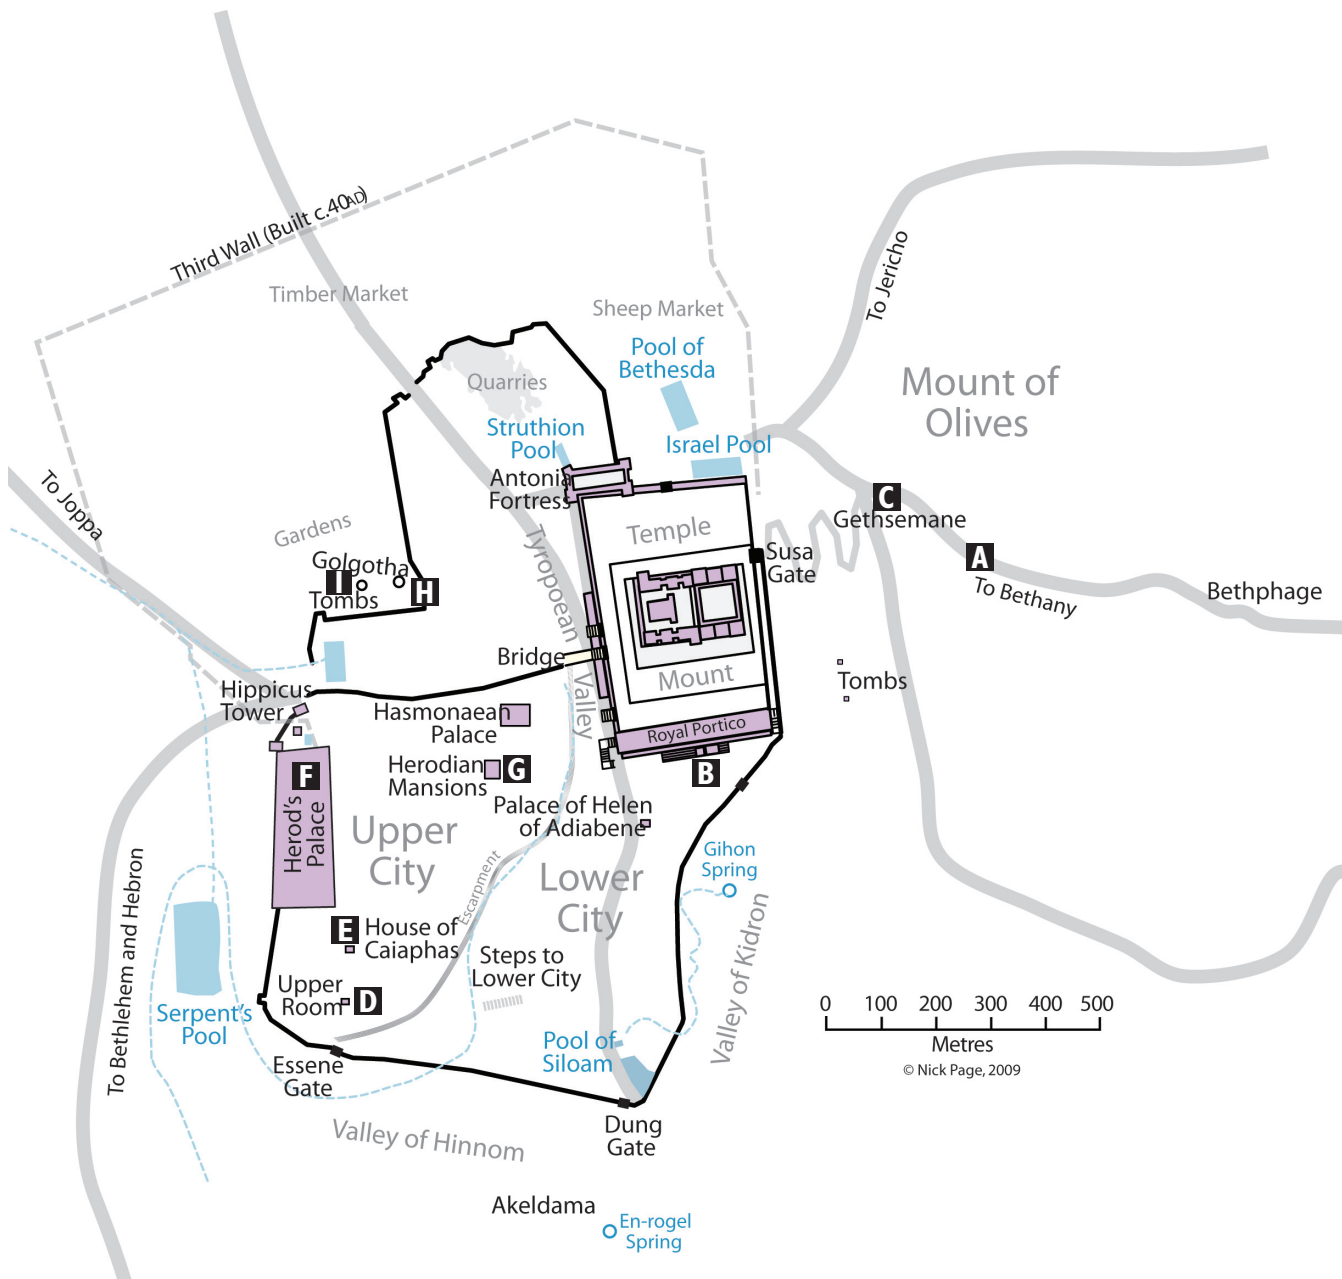 Third Wall (Built c.40AD)
Timber Market
Sheep Market
To Jericho
Pool of
Bethesda
Mount of
Olives
Quarries
Struthion
Pool
Israel Pool
To Joppa
Antonia
Fortress
C
Gethsemane
Gardens
Temple
Tyropoean
Valley
Susa
Gate
A
To Bethany
Bethphage
Golgotha
I
H
Tombs
Bridge
Mount
Tombs
Hippicus
Tower
Hasmonaean
Palace
Royal Portico
F
Herodian
Mansions
G
B
Herod's
Palace
Palace of Helen
of Adiabene
Upper
City
Gihon
Spring
Lower
City
Escarpment
To Bethlehem and Hebron
E
House of
Caiaphas
Valley of Kidron
Steps to
Lower City
Upper
Room
D
Serpent's
Pool
0 100 200 300 400 500
Metres
© Nick Page, 2009
Pool of
Siloam
Essene
Gate
Valley of Hinnom
Dung
Gate
Akeldama
En-rogel
Spring